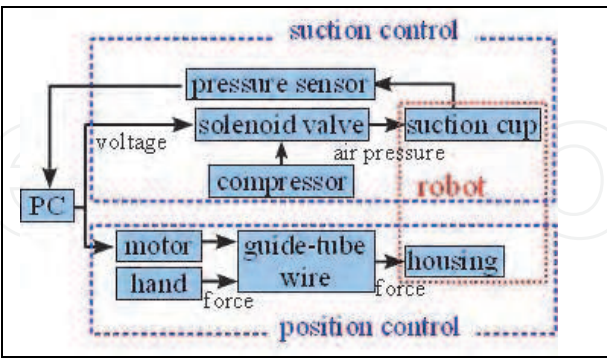 suction control
pressure sensor
solenoid valve
suction cup
voltage
air pressure
compressor
robot
PC
motor
guide-tube
wire
housing
hand
force
force
position control